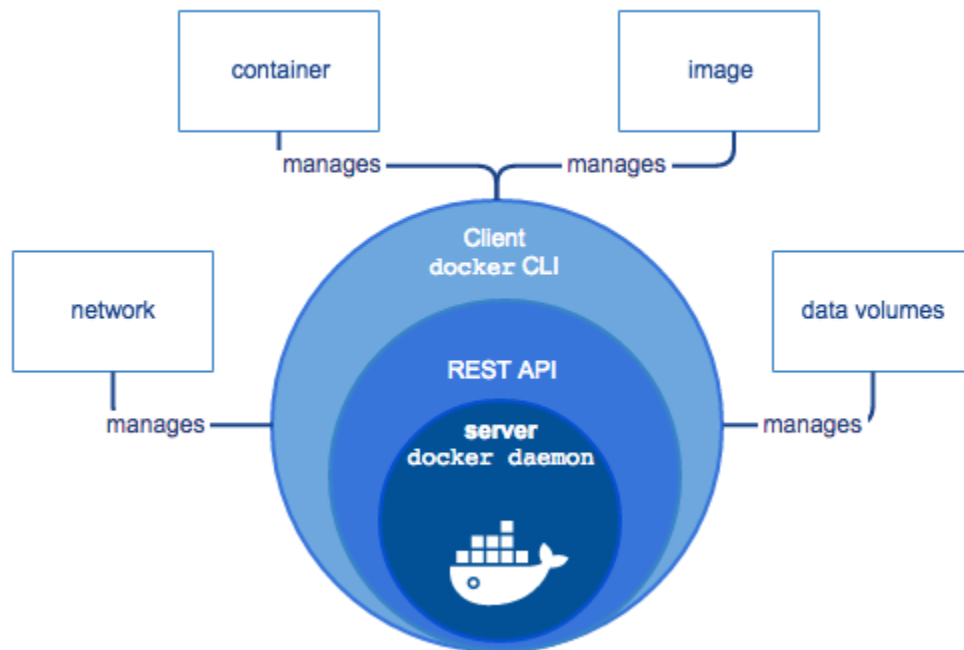 container
image
manages
manages
Client
docker CLI
network
data volumes
REST API
manages
manages
server
docker daemon